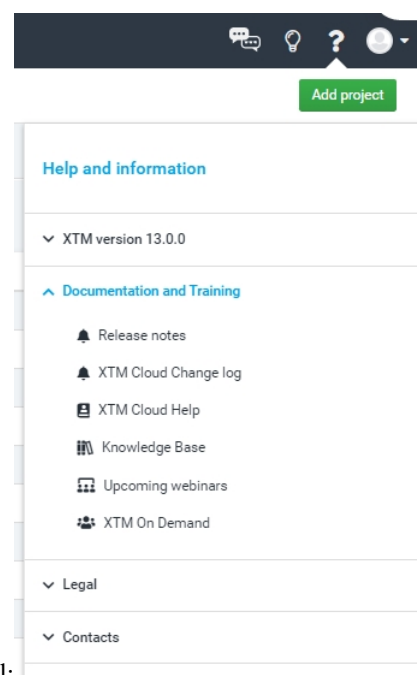 ?
Add project
Help and information
XTM version 13.0.0
Documentation and Training
Release notes
XTM Cloud Change log
XTM Cloud Help
Knowledge Base
Upcoming webinars
XTM On Demand
Legal
Contacts